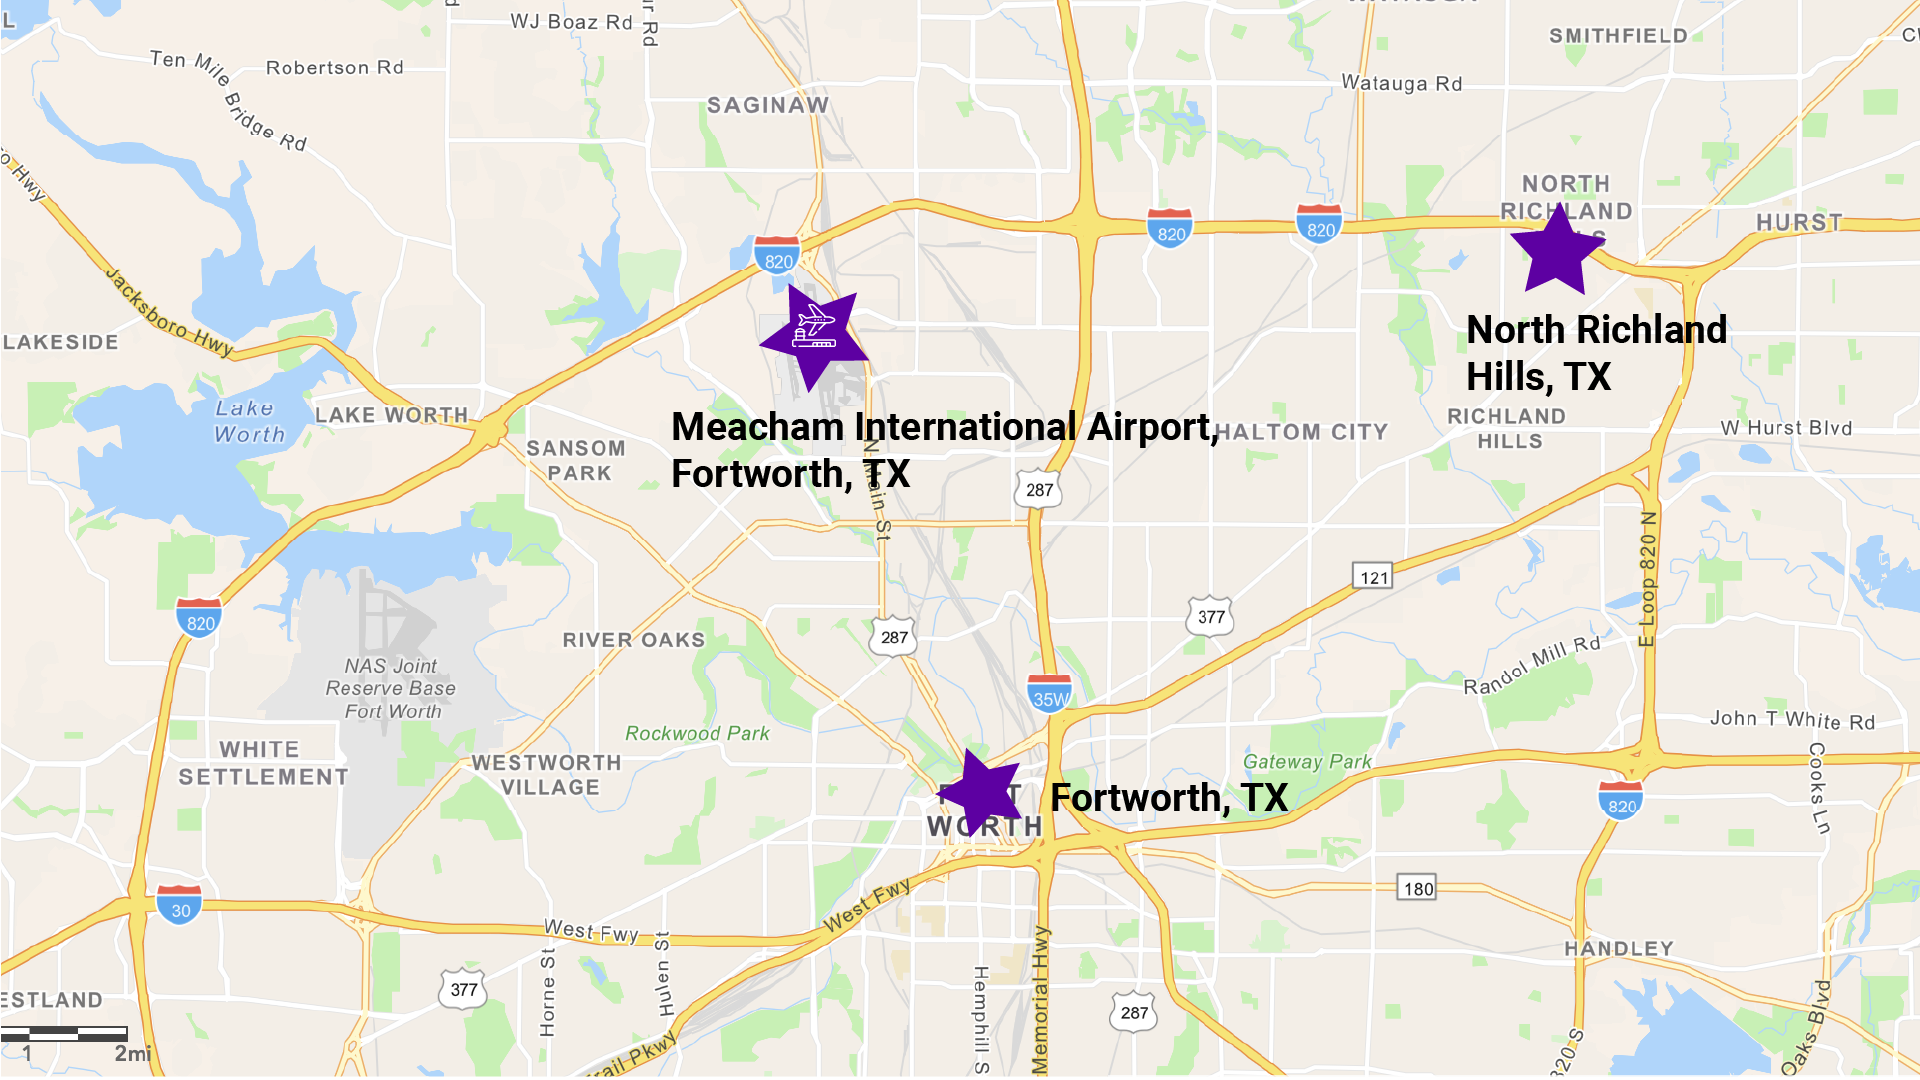 WJ Boaz Rd
SMITHFIELD
Ten Mile Bridge Rd
Robertson Rd
Watauga Rd
SAGINAW
NORTH
RICHLAND
HURST
820
820
820
Jacksboro Hwy
LAKESIDE
North Richland
Hills, TX
Lake
Worth
LAKE WORTH
RICHLAND
HILLS
W Hurst Blvd
Meacham International Airport,
Fortworth, TX
HALTOM CITY
SANSOM
PARK
N Main St
287
121
E Loop 820 N
377
820
287
RIVER OAKS
NAS Joint
Reserve Base
Fort Worth
Randol Mill Rd
35W
Rockwood Park
John T White Rd
WHITE
SETTLEMENT
WESTWORTH
VILLAGE
Gateway Park
Cooks Ln
Fortworth, TX
WORTH
820
West Fwy
180
30
West Fwy
HANDLEY
377
Horne St
Hulen St
Hemphill S
Memorial Hwy
287
ESTLAND
Oaks Blvd
820 S
1
2mi
rail Pkwy